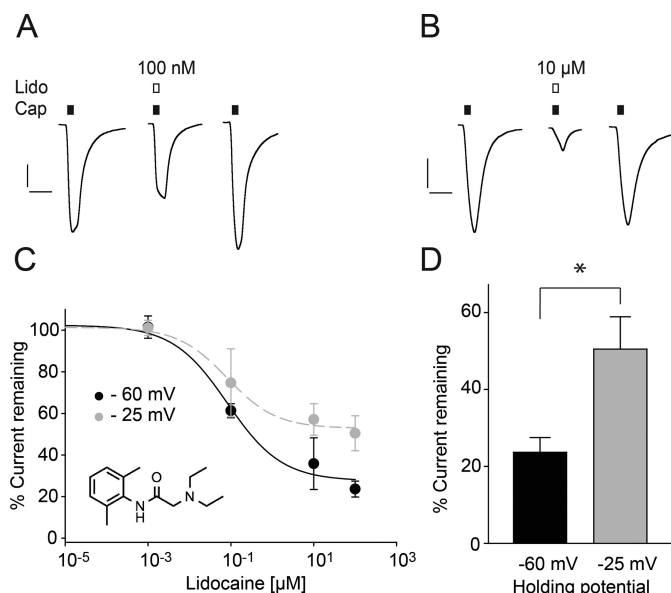 A
B
100 nM
10 µM
Lido
Cap
C
D
% Current remaining
100
80
60
40
20
0
- 60 mV
- 25 mV
O
N
N
H
10-5
10-3
10-1
101
103
Lidocaine [µM]
% Current remaining
60
40
20
0
*
-60 mV
-25 mV
Holding potential